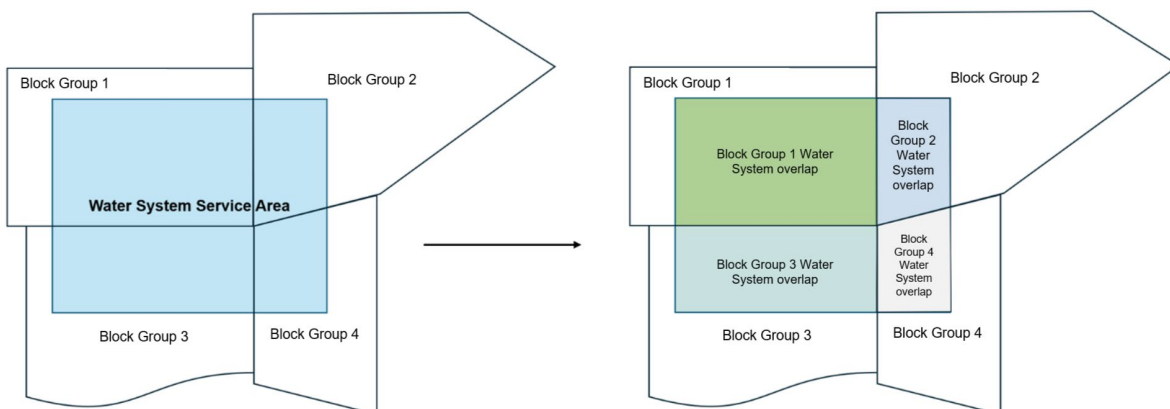 Block Group 1
Block Group 2
Water System Service Area
Block Group 3
Block Group 4
Block Group 1
Block Group 2
Block Group 1 Water
System overlap
Block
Group 2
Water
System
overlap
Block Group 3 Water
System overlap
Block
Group 4
Water
System
overlap
Block Group 3
Block Group 4